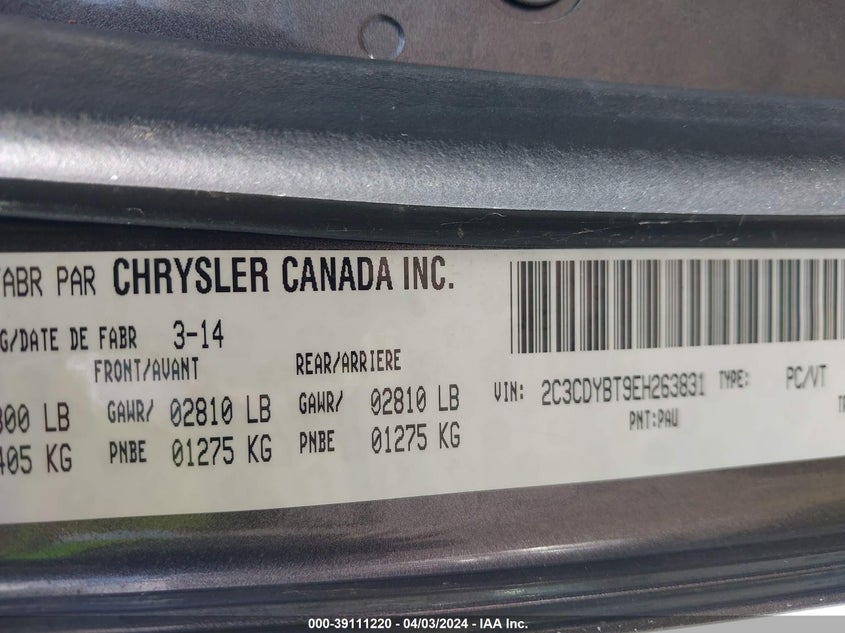 FABR PAR CHRYSLER CANADA INC.
G/DATE DE FABR 3-14
FRONT/AVANT REAR/ARRIERE
300 LB GAWR/ 02810 LB GAWR/ 02810 LB
405 KG PNBE 01275 KG PNBE 01275 KG
VIN: 2C3CDYBT9EH263831 TYPE: PC/VT
PNT:PAU
000-39111220 - 04/03/2024 - IAA Inc.